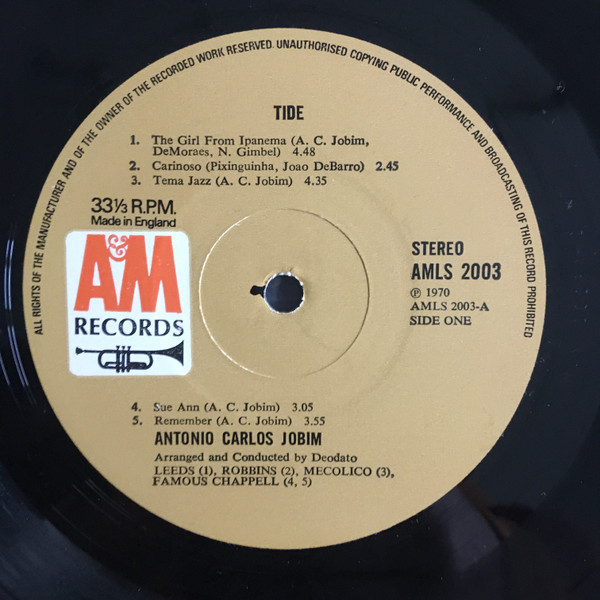 ALL RIGHTS OF THE MANUFACTURER AND OF THE OWNER OF THE RECORDED WORK RESERVED. UNAUTHORISED COPYING PUBLIC PERFORMANCE AND BROADCASTING OF THIS RECORD PROHIBITED
TIDE
1. The Girl From Ipanema (A. C. Jobim,
DeMoraes, N. Gimbel) 4.48
2. Carinoso (Pixinguinha, Joao DeBarro) 2.45
3. Tema Jazz (A. C. Jobim) 4.35
33⅓ R.P.M.
Made in England
A&M
RECORDS
STEREO
AMLS 2003
℗ 1970
AMLS 2003-A
SIDE ONE
4. Sue Ann (A. C. Jobim) 3.05
5. Remember (A. C. Jobim) 3.55
ANTONIO CARLOS JOBIM
Arranged and Conducted by Deodato
LEEDS (1), ROBBINS (2), MECOLICO (3),
FAMOUS CHAPPELL (4, 5)